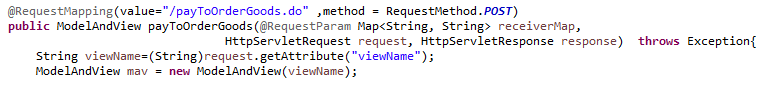 @RequestMapping(value="/payToOrderGoods.do" ,method = RequestMethod.POST)
public ModelAndView payToOrderGoods(@RequestParam Map<String, String> receiverMap,
HttpServletRequest request, HttpServletResponse response)  throws Exception{
String viewName=(String)request.getAttribute("viewName");
ModelAndView mav = new ModelAndView(viewName);